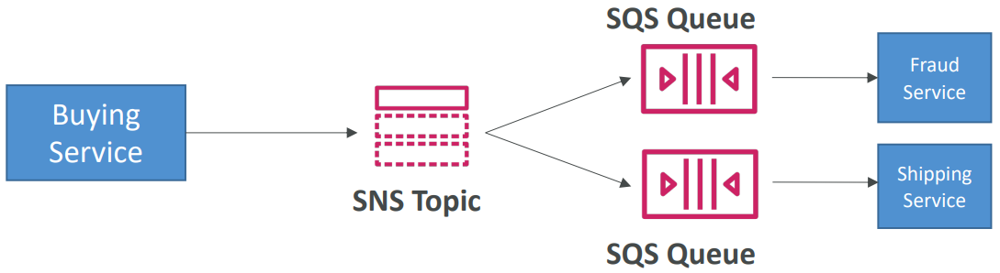 Buying
Service
SNS Topic
SQS Queue
SQS Queue
Fraud
Service
Shipping
Service